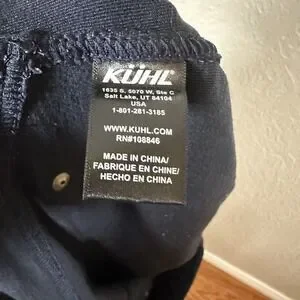 KÜHL
1635 S. 5070 W, Ste C
Salt Lake, UT 84104
USA
1-801-281-3185
WWW.KUHL.COM
RN#108846
MADE IN CHINA/
FABRIQUE EN CHINE/
HECHO EN CHINA